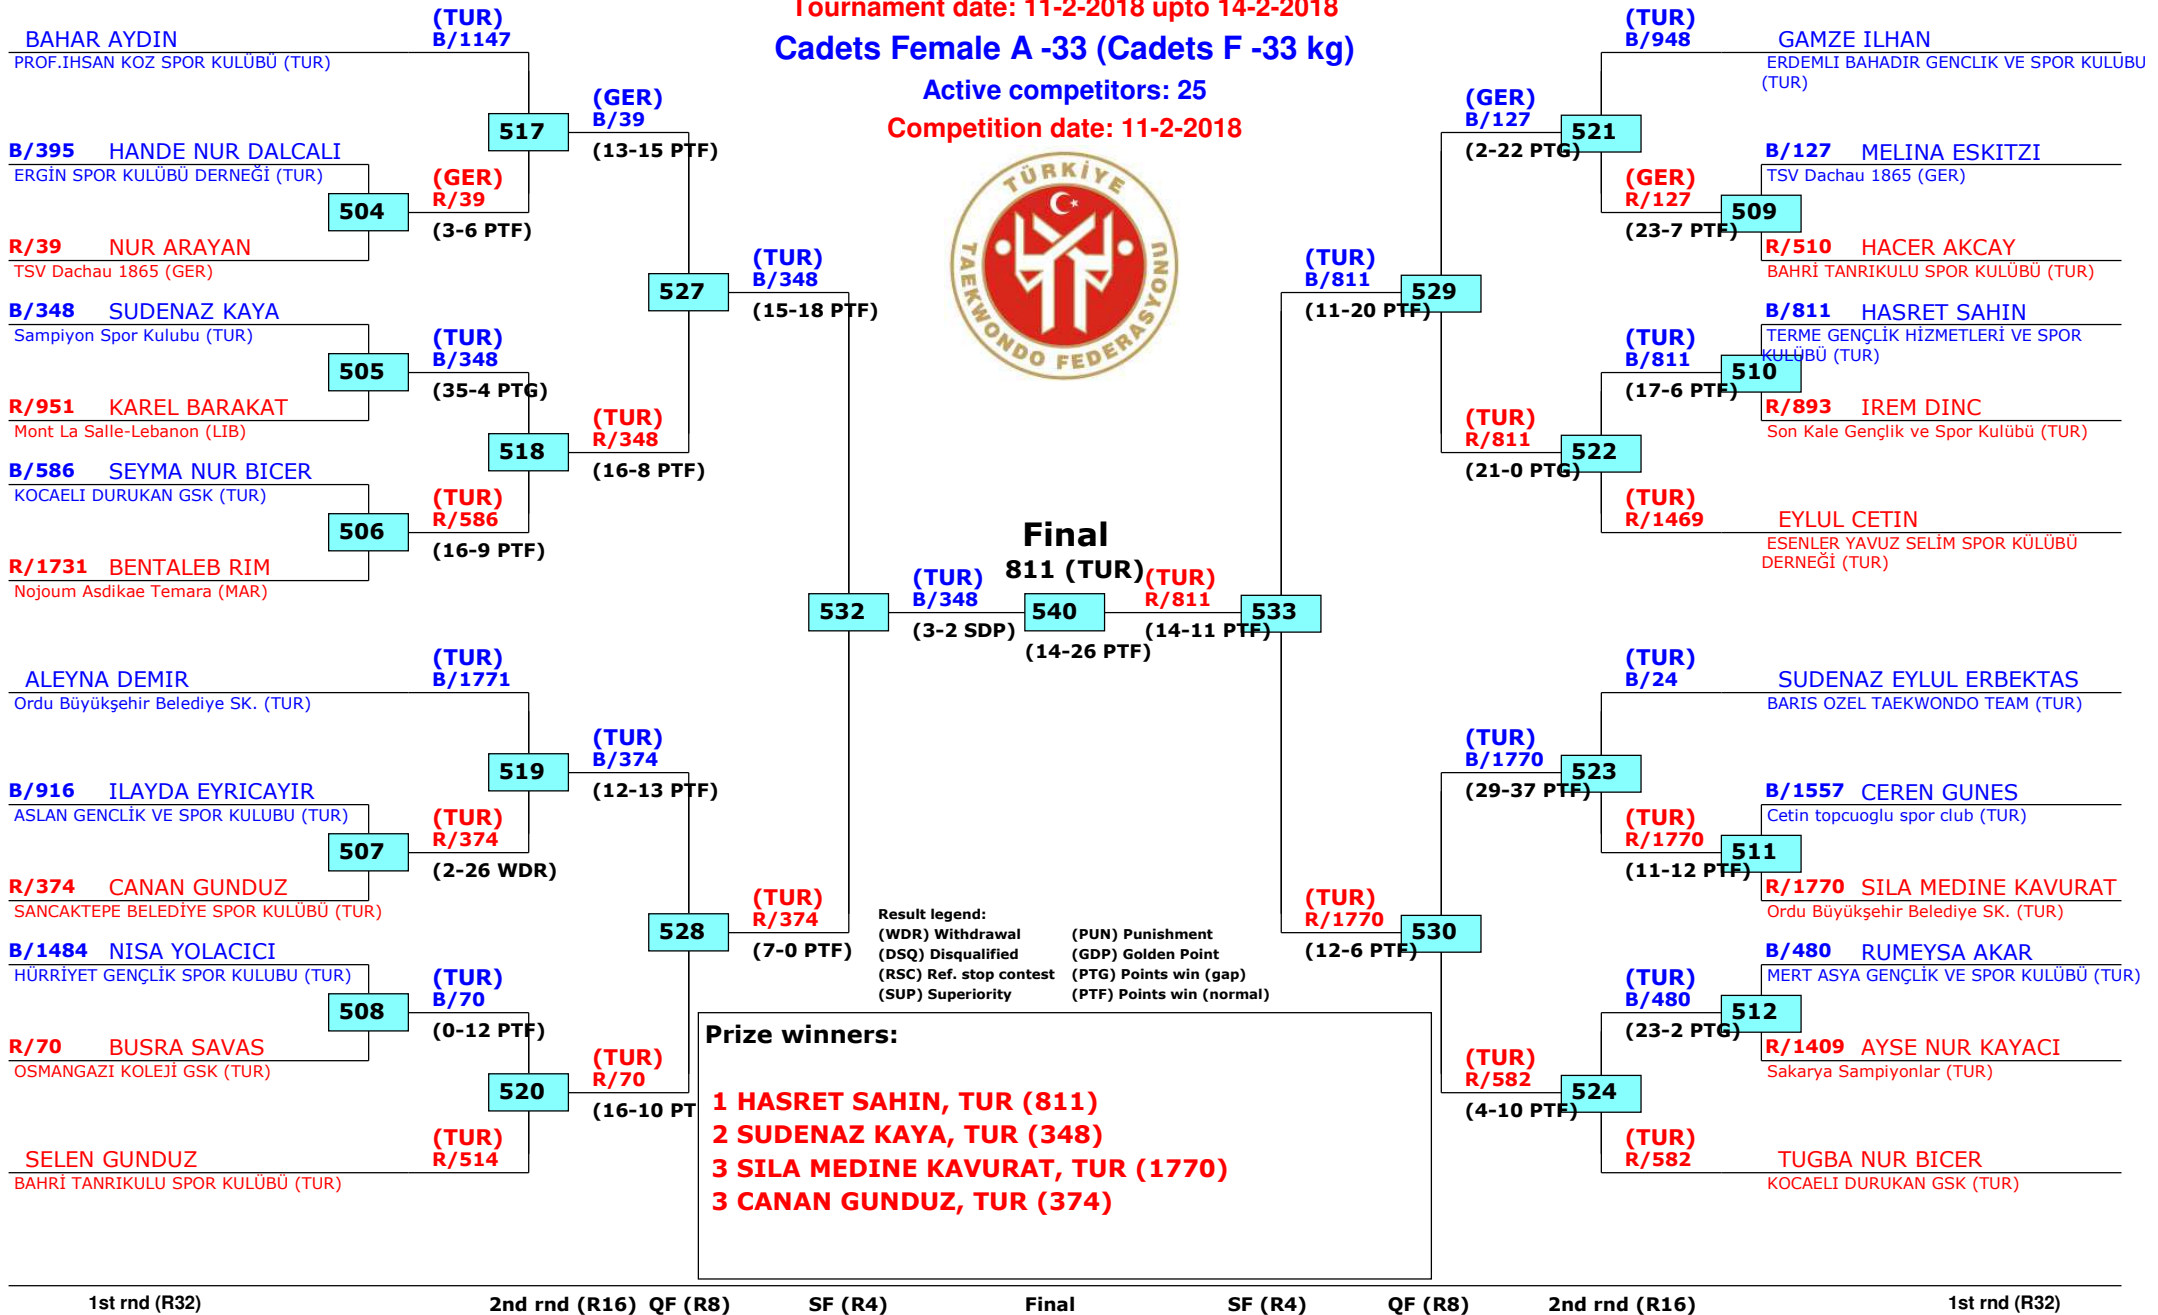 Tournament date: 11-2-2018 upto 14-2-2018
Cadets Female A -33 (Cadets F -33 kg)
Active competitors: 25
Competition date: 11-2-2018
TÜRKİYE
TAEKWONDO FEDERASYONU
BAHAR AYDIN
PROF.IHSAN KOZ SPOR KULÜBÜ (TUR)
(TUR)
B/1147
517
(GER)
B/39
(13-15 PTF)
B/395 HANDE NUR DALCALI
ERGİN SPOR KULÜBÜ DERNEĞİ (TUR)
504
(GER)
R/39
(3-6 PTF)
R/39 NUR ARAYAN
TSV Dachau 1865 (GER)
527
(TUR)
B/348
(15-18 PTF)
B/348 SUDENAZ KAYA
Sampiyon Spor Kulubu (TUR)
505
(TUR)
B/348
(35-4 PTG)
R/951 KAREL BARAKAT
Mont La Salle-Lebanon (LIB)
518
(TUR)
R/348
(16-8 PTF)
B/586 SEYMA NUR BICER
KOCAELI DURUKAN GSK (TUR)
506
(TUR)
R/586
(16-9 PTF)
R/1731 BENTALEB RIM
Nojoum Asdikae Temara (MAR)
532
(TUR)
B/348
(3-2 SDP)
Final
811 (TUR)
540
(14-26 PTF)
(TUR)
R/811
(14-11 PTF)
533
ALEYNA DEMIR
Ordu Büyükşehir Belediye SK. (TUR)
(TUR)
B/1771
519
(TUR)
B/374
(12-13 PTF)
B/916 ILAYDA EYRICAYIR
ASLAN GENCLİK VE SPOR KULUBU (TUR)
507
(TUR)
R/374
(2-26 WDR)
R/374 CANAN GUNDUZ
SANCAKTEPE BELEDİYE SPOR KULÜBÜ (TUR)
528
(TUR)
R/374
(7-0 PTF)
B/1484 NISA YOLACICI
HÜRRİYET GENÇLİK SPOR KULUBU (TUR)
508
(TUR)
B/70
(0-12 PTF)
R/70 BUSRA SAVAS
OSMANGAZI KOLEJİ GSK (TUR)
520
(TUR)
R/70
(16-10 PT
SELEN GUNDUZ
BAHRİ TANRIKULU SPOR KULÜBÜ (TUR)
(TUR)
R/514
(TUR)
B/948
GAMZE ILHAN
ERDEMLI BAHADIR GENCLIK VE SPOR KULUBU
(TUR)
(GER)
B/127
(2-22 PTG)
521
B/127 MELINA ESKITZI
TSV Dachau 1865 (GER)
(GER)
R/127
(23-7 PTF)
509
R/510 HACER AKCAY
BAHRİ TANRIKULU SPOR KULÜBÜ (TUR)
(TUR)
B/811
(11-20 PTF)
529
B/811 HASRET SAHIN
TERME GENÇLİK HİZMETLERİ VE SPOR
KULÜBÜ (TUR)
(TUR)
B/811
(17-6 PTF)
510
R/893 IREM DINC
Son Kale Gençlik ve Spor Kulübü (TUR)
(TUR)
R/811
(21-0 PTG)
522
(TUR)
R/1469
EYLUL CETIN
ESENLER YAVUZ SELİM SPOR KÜLÜBÜ
DERNEĞİ (TUR)
(TUR)
B/24
SUDENAZ EYLUL ERBEKTAS
BARIS OZEL TAEKWONDO TEAM (TUR)
(TUR)
B/1770
(29-37 PTF)
523
B/1557 CEREN GUNES
Cetin topcuoglu spor club (TUR)
(TUR)
R/1770
(11-12 PTF)
511
R/1770 SILA MEDINE KAVURAT
Ordu Büyükşehir Belediye SK. (TUR)
(TUR)
R/1770
(12-6 PTF)
530
B/480 RUMEYSA AKAR
MERT ASYA GENÇLİK VE SPOR KULÜBÜ (TUR)
(TUR)
B/480
(23-2 PTG)
512
R/1409 AYSE NUR KAYACI
Sakarya Sampiyonlar (TUR)
(TUR)
R/582
(4-10 PTF)
524
(TUR)
R/582
TUGBA NUR BICER
KOCAELI DURUKAN GSK (TUR)
Result legend:
(WDR) Withdrawal (PUN) Punishment
(DSQ) Disqualified (GDP) Golden Point
(RSC) Ref. stop contest (PTG) Points win (gap)
(SUP) Superiority (PTF) Points win (normal)
Prize winners:
1 HASRET SAHIN, TUR (811)
2 SUDENAZ KAYA, TUR (348)
3 SILA MEDINE KAVURAT, TUR (1770)
3 CANAN GUNDUZ, TUR (374)
1st rnd (R32) 2nd rnd (R16) QF (R8) SF (R4) Final SF (R4) QF (R8) 2nd rnd (R16) 1st rnd (R32)